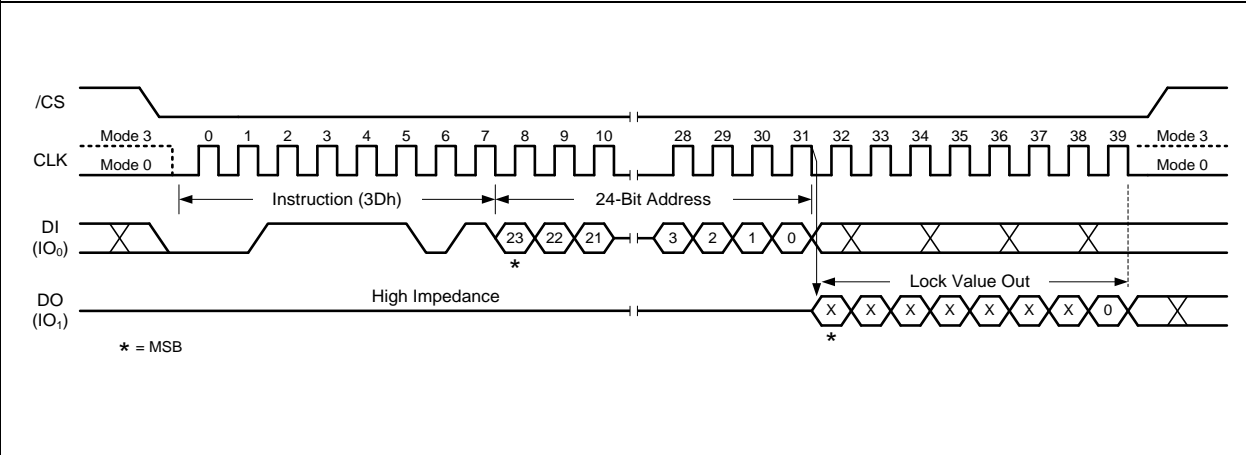 /CS
Mode 3 0 1 2 3 4 5 6 7 8 9 10 28 29 30 31 32 33 34 35 36 37 38 39 Mode 3
CLK
Mode 0 Mode 0
Instruction (3Dh) 24-Bit Address
DI
(IO₀)
23 22 21 3 2 1 0
*
Lock Value Out
High Impedance
DO
(IO₁)
X X X X X X X 0
*
* = MSB